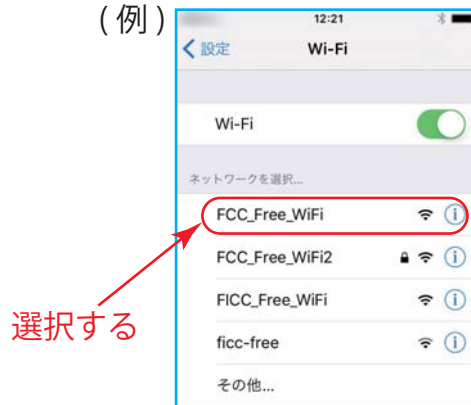 (例)
12:21
設定 Wi-Fi
Wi-Fi
ネットワークを選択...
FCC_Free_WiFi
FCC_Free_WiFi2
FICC_Free_WiFi
選択する
ficc-free
その他...